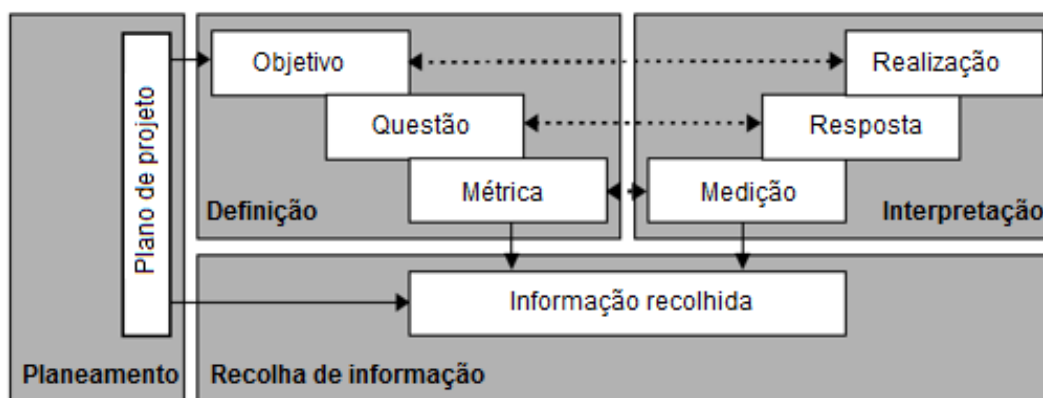 Plano de projeto
Planeamento
Objetivo
Questão
Métrica
Definição
Realização
Resposta
Medição
Interpretação
Informação recolhida
Recolha de informação